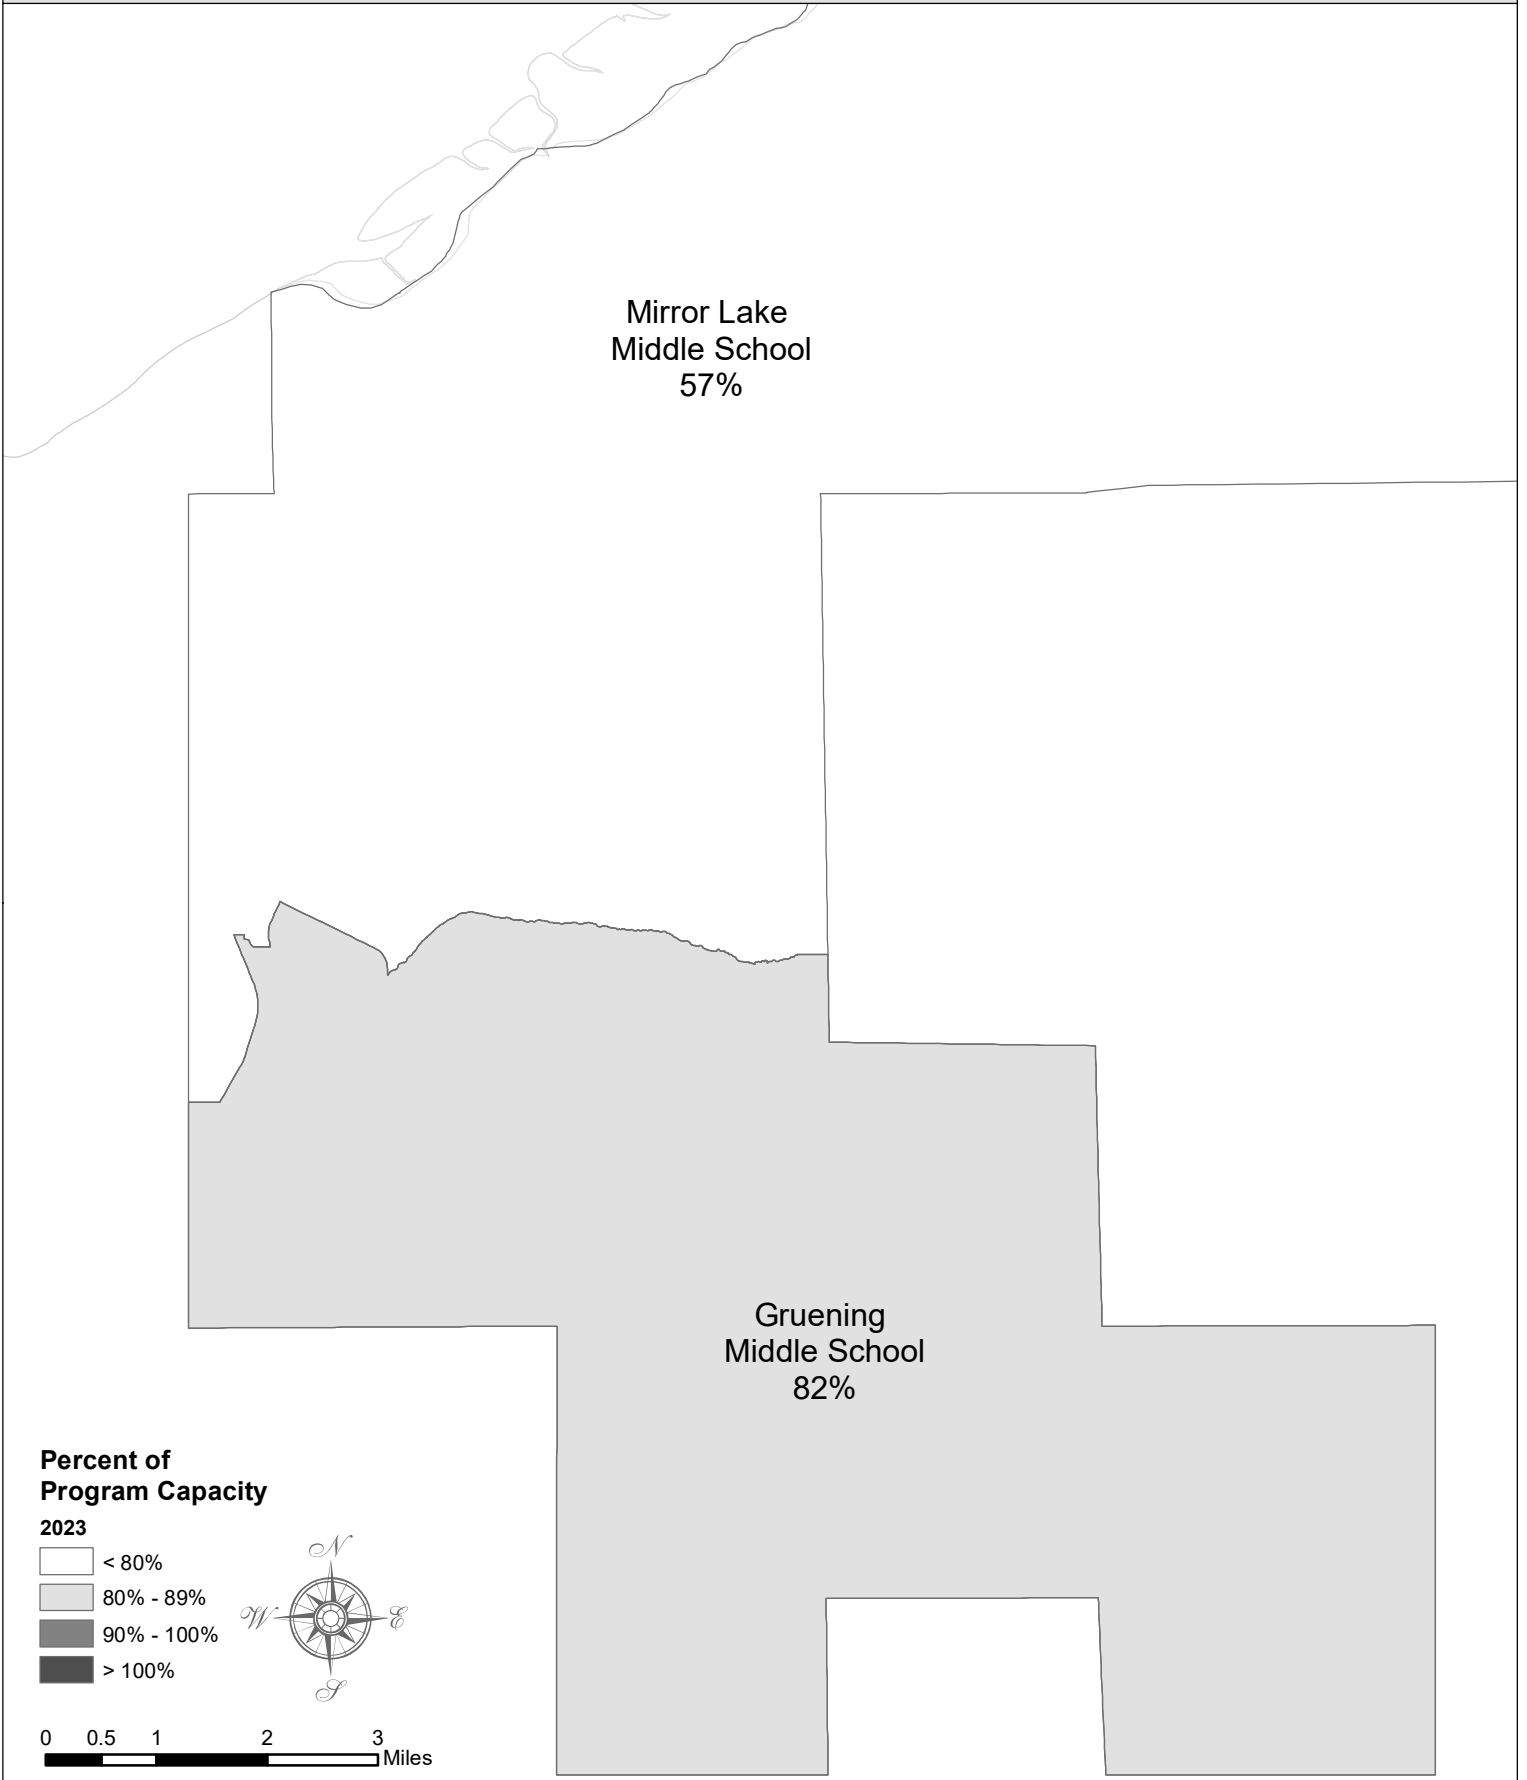 Mirror Lake
Middle School
57%
Gruening
Middle School
82%
Percent of
Program Capacity
2023
< 80%
80% - 89%
90% - 100%
> 100%
N
W E
S
0 0.5 1 2 3
Miles